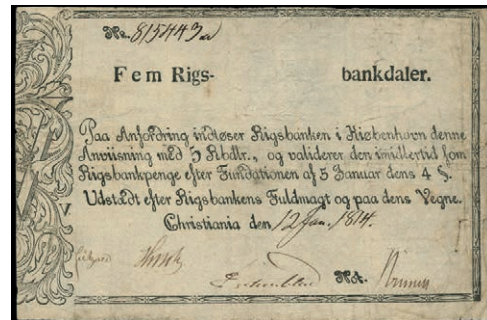 No. 815443
Fem Rigs- bankdaler.
Paa Anfordring indløser Rigsbanken i Kiøbenhavn denne
Anviisning med 5 Rbdlr., og validerer den imidlertid som
Rigsbankpenge efter Fundationen af 5 Januar dens 4 §.
Udstædt efter Rigsbankens Fuldmagt og paa dens Vegne.
Christiania den 12 Jan. 1814.
V
Not.